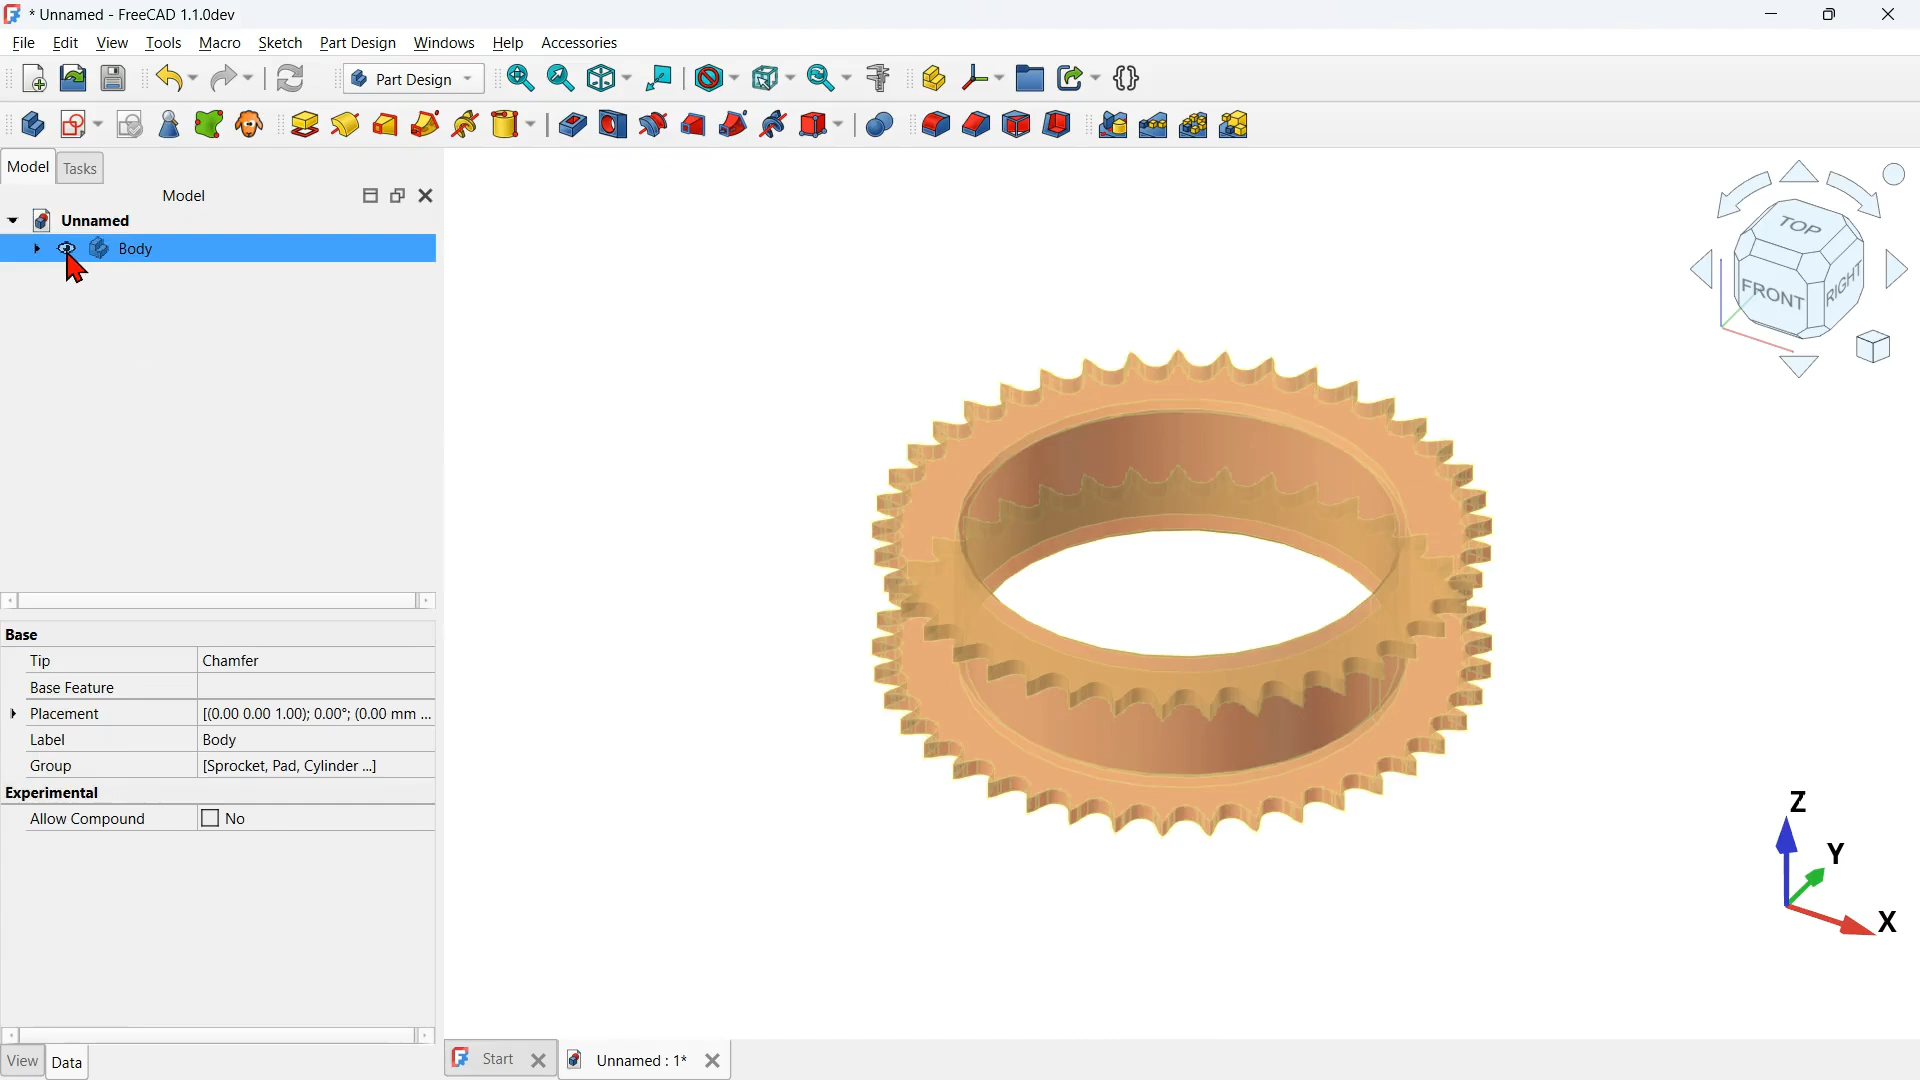 * Unnamed - FreeCAD 1.1.0dev
File Edit View Tools Macro Sketch Part Design Windows Help Accessories
Part Design
Model Tasks
Model
Unnamed
Body
Base
Tip Chamfer
Base Feature
Placement [(0.00 0.00 1.00); 0.00°; (0.00 mm ...
Label Body
Group [Sprocket, Pad, Cylinder ...]
Experimental
Allow Compound No
View Data
Start Unnamed : 1*
TOP
FRONT RIGHT
Z
Y
X